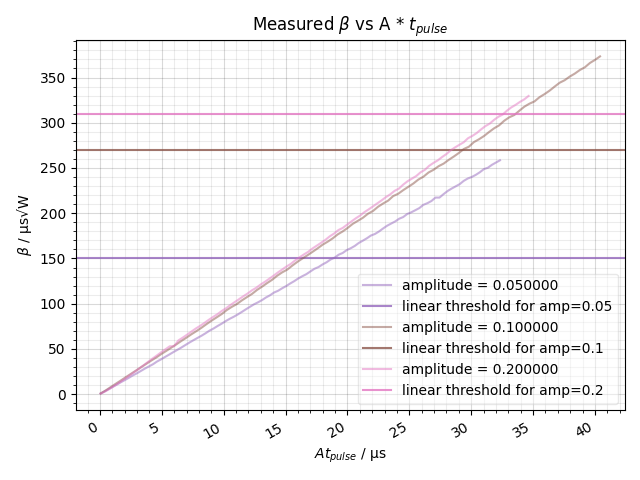 Measured β vs A * t_pulse
350
300
250
200
150
100
50
0
β / μs√W
0
5
10
15
20
25
30
35
40
At_pulse / μs
amplitude = 0.050000
linear threshold for amp=0.05
amplitude = 0.100000
linear threshold for amp=0.1
amplitude = 0.200000
linear threshold for amp=0.2